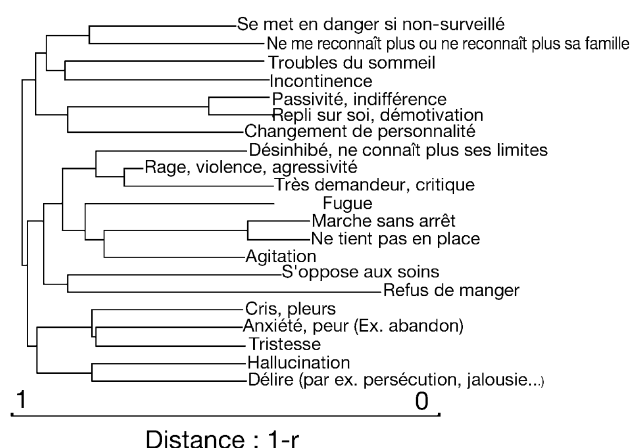 Se met en danger si non-surveillé
Ne me reconnaît plus ou ne reconnaît plus sa famille
Troubles du sommeil
Incontinence
Passivité, indifférence
Repli sur soi, démotivation
Changement de personnalité
Désinhibé, ne connaît plus ses limites
Rage, violence, agressivité
Très demandeur, critique
Fugue
Marche sans arrêt
Ne tient pas en place
Agitation
S'oppose aux soins
Refus de manger
Cris, pleurs
Anxiété, peur (Ex. abandon)
Tristesse
Hallucination
Délire (par ex. persécution, jalousie...)
1 0
Distance : 1-r